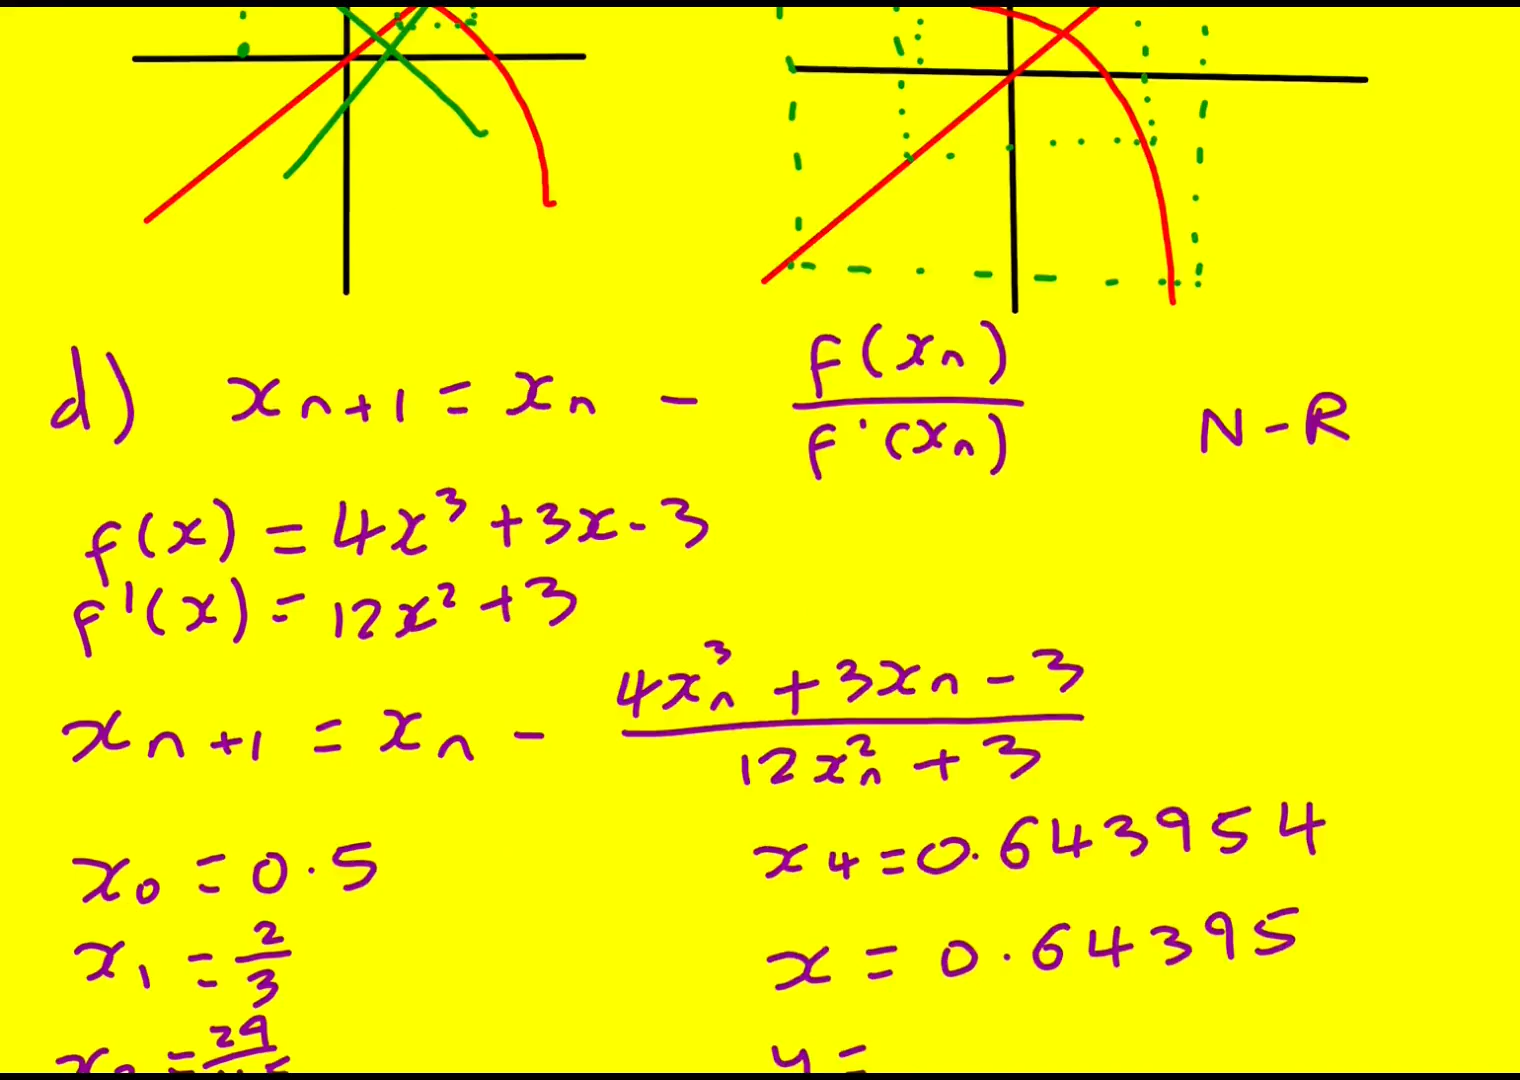 d) xₙ₊₁ = xₙ - f(xₙ)/f'(xₙ) N-R
f(x) = 4x³ + 3x - 3
f'(x) = 12x² + 3
xₙ₊₁ = xₙ - (4xₙ³ + 3xₙ - 3)/(12xₙ² + 3)
x₀ = 0.5
x₁ = 2/3
x₄ = 0.643954
x = 0.64395
y =